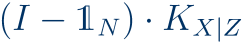 (I − 𝟙_N) · K_{X|Z}